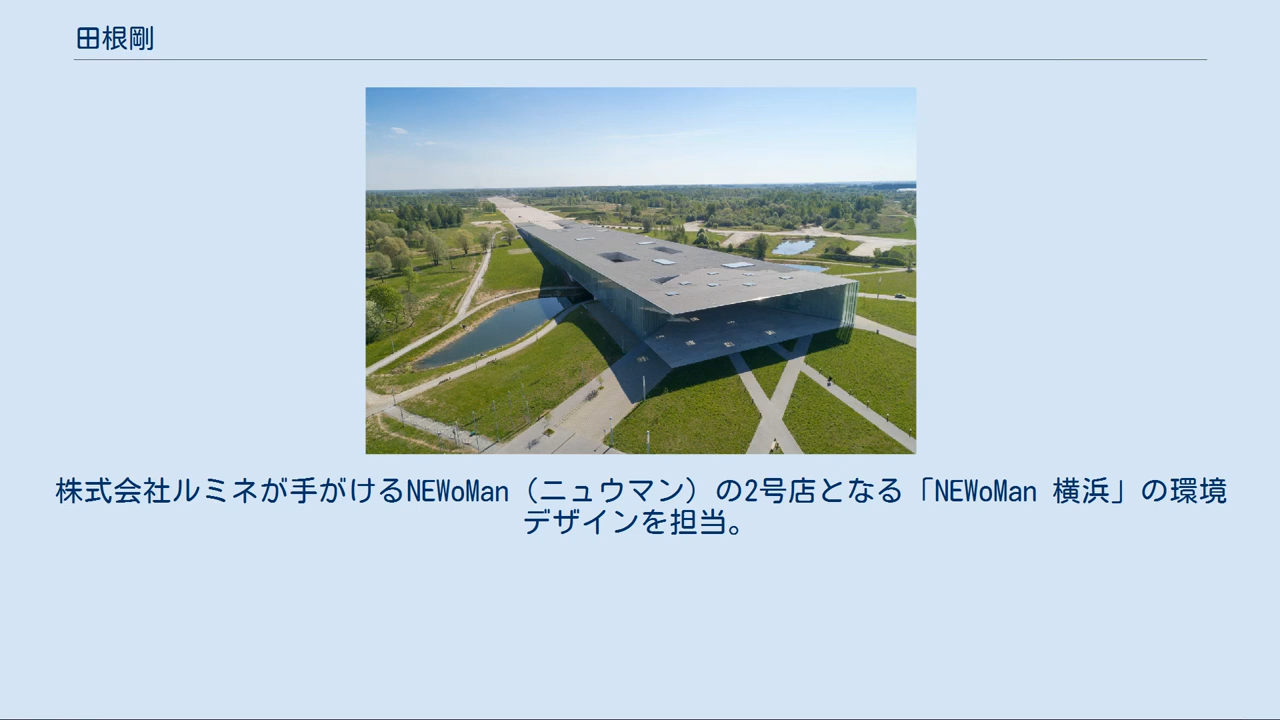 田根剛
株式会社ルミネが手がけるNEWoMan（ニュウマン）の2号店となる「NEWoMan 横浜」の環境
デザインを担当。